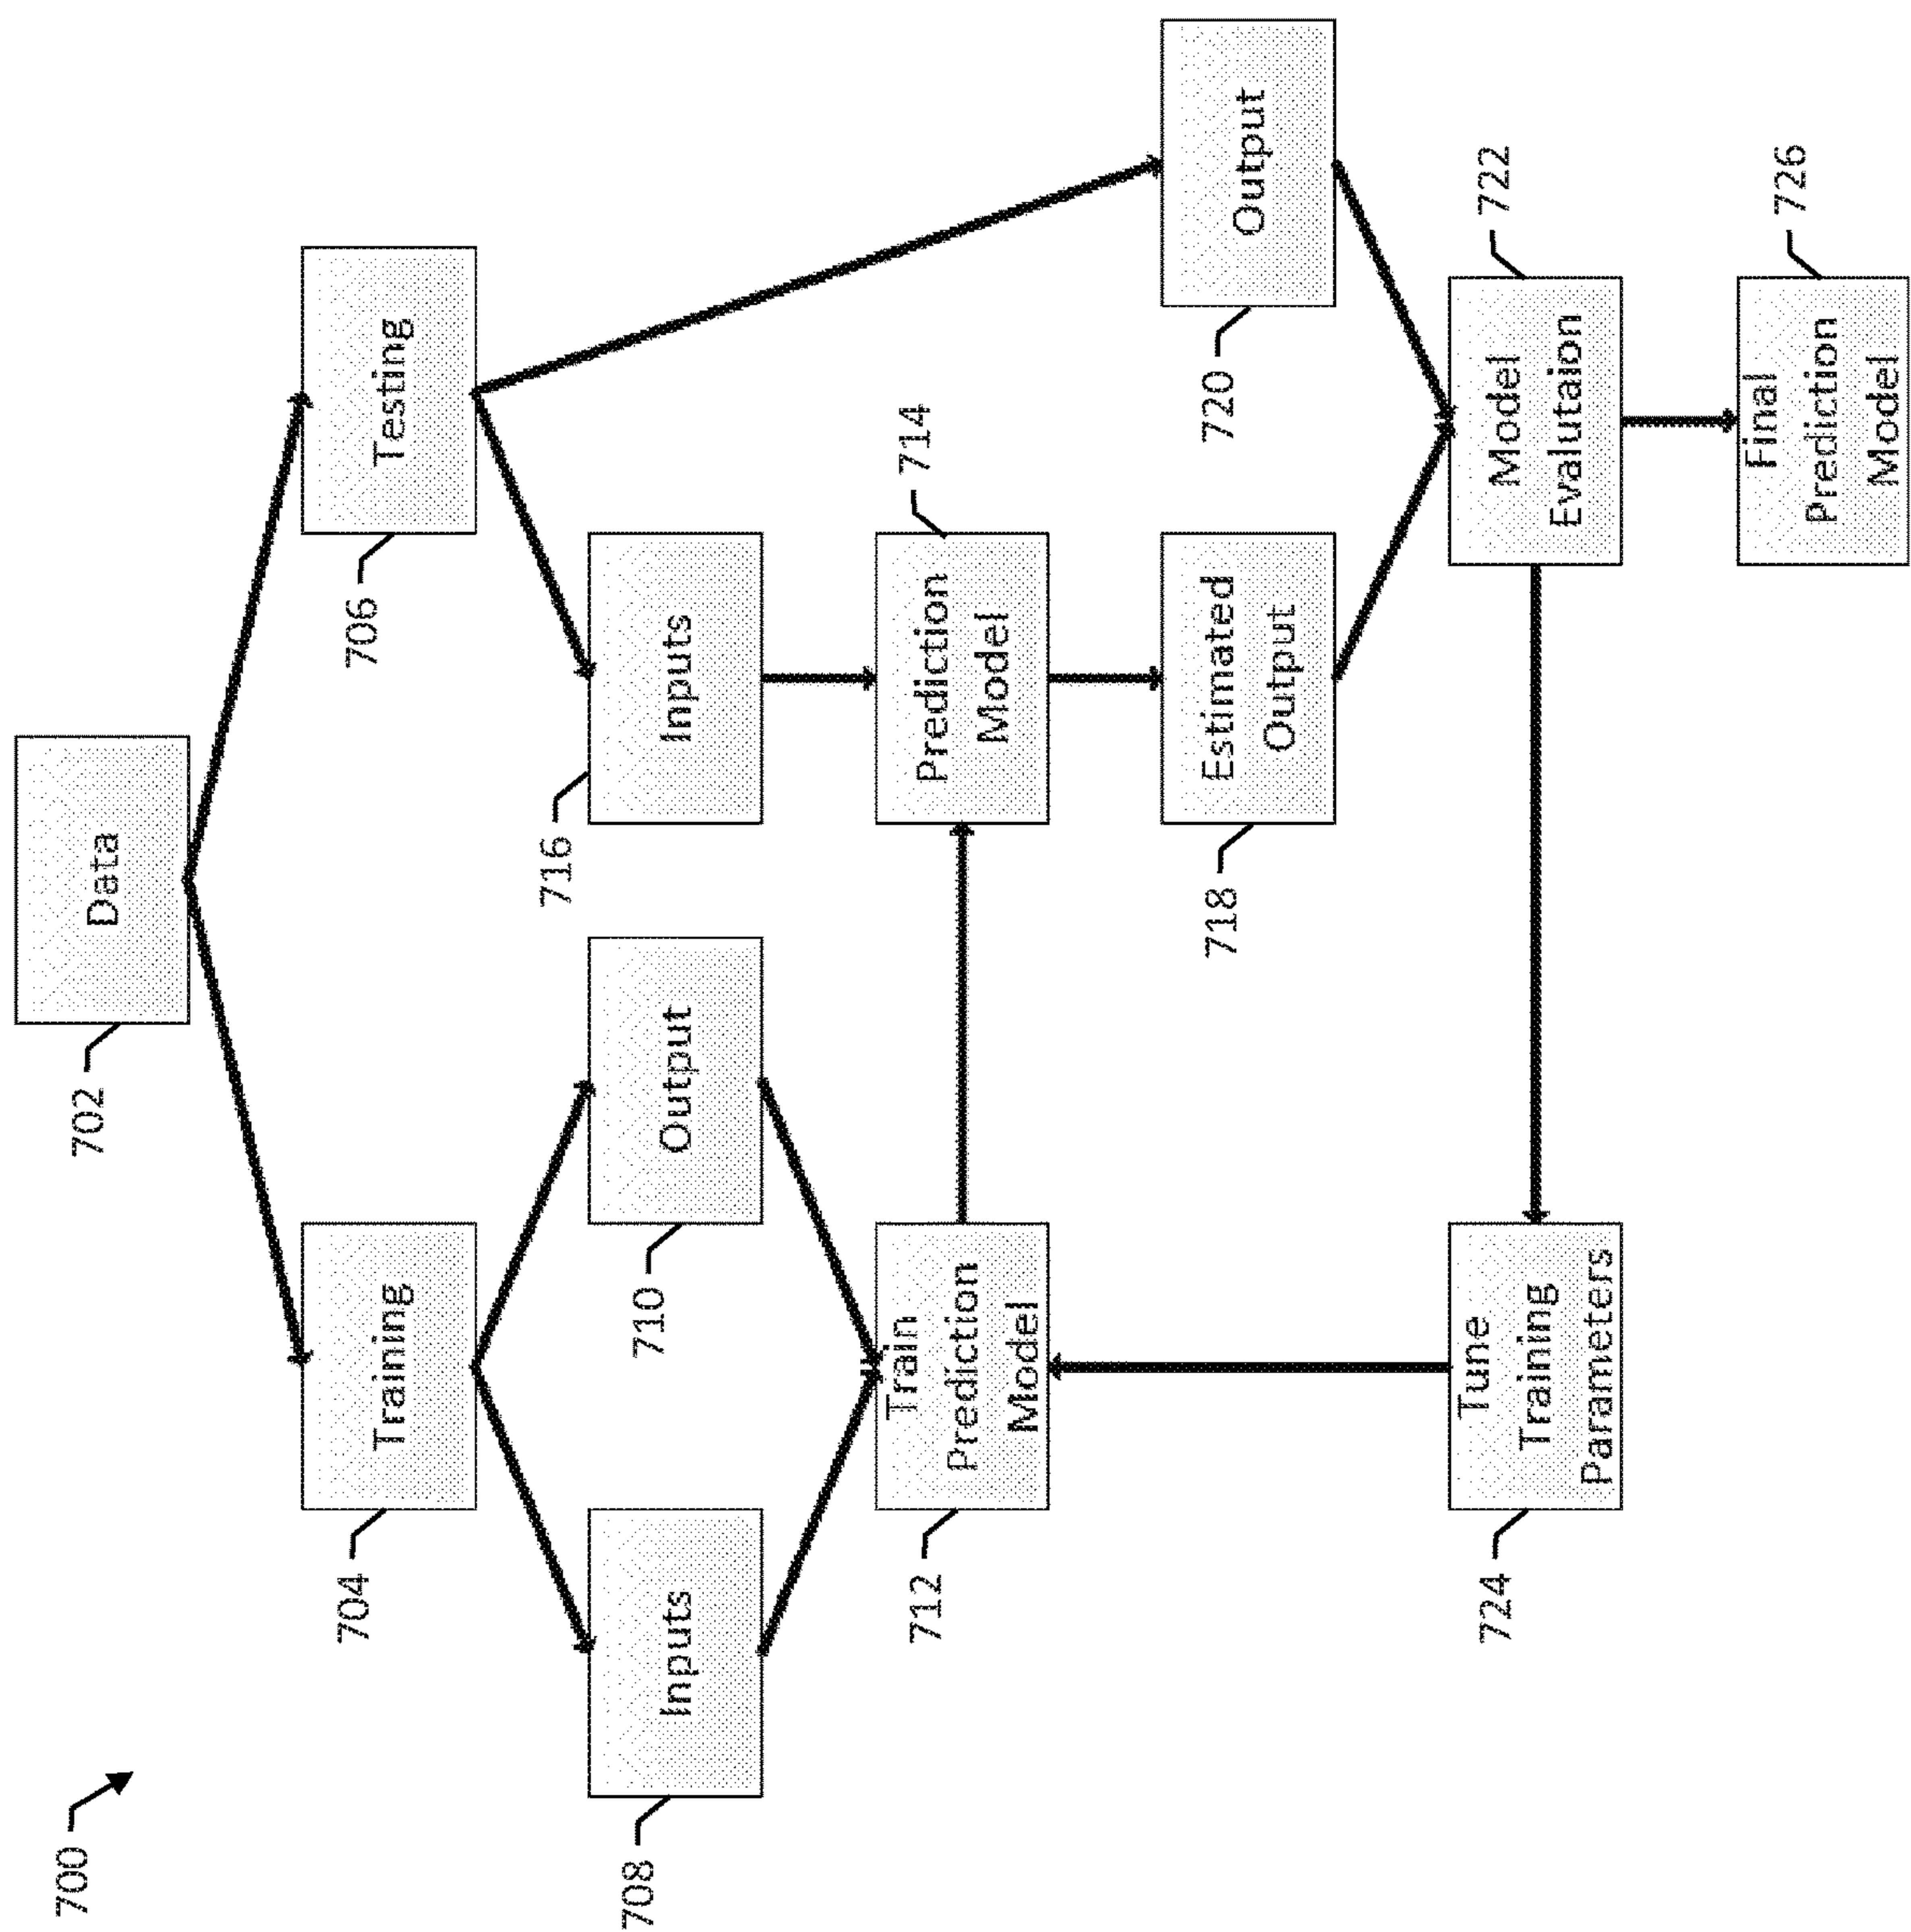 700
702
Data
704
Training
706
Testing
708
Inputs
710
Output
716
Inputs
712
Train
Prediction
Model
714
Prediction
Model
718
Estimated
Output
720
Output
724
Tune
Training
Parameters
722
Model
Evalutaion
726
Final
Prediction
Model